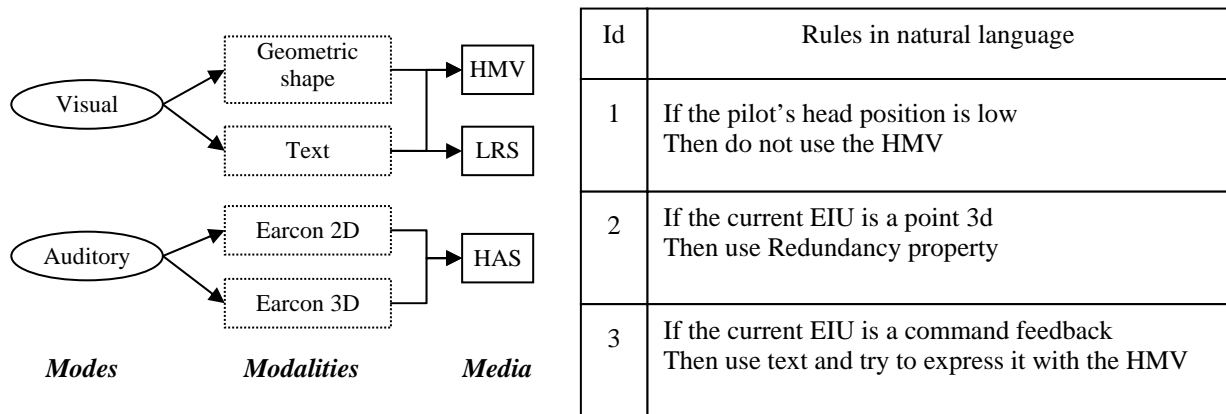 Geometric
shape
HMV
Visual
Text
LRS
Earcon 2D
Auditory
HAS
Earcon 3D
Modes
Modalities
Media
Id
Rules in natural language
1
If the pilot’s head position is low
Then do not use the HMV
2
If the current EIU is a point 3d
Then use Redundancy property
3
If the current EIU is a command feedback
Then use text and try to express it with the HMV